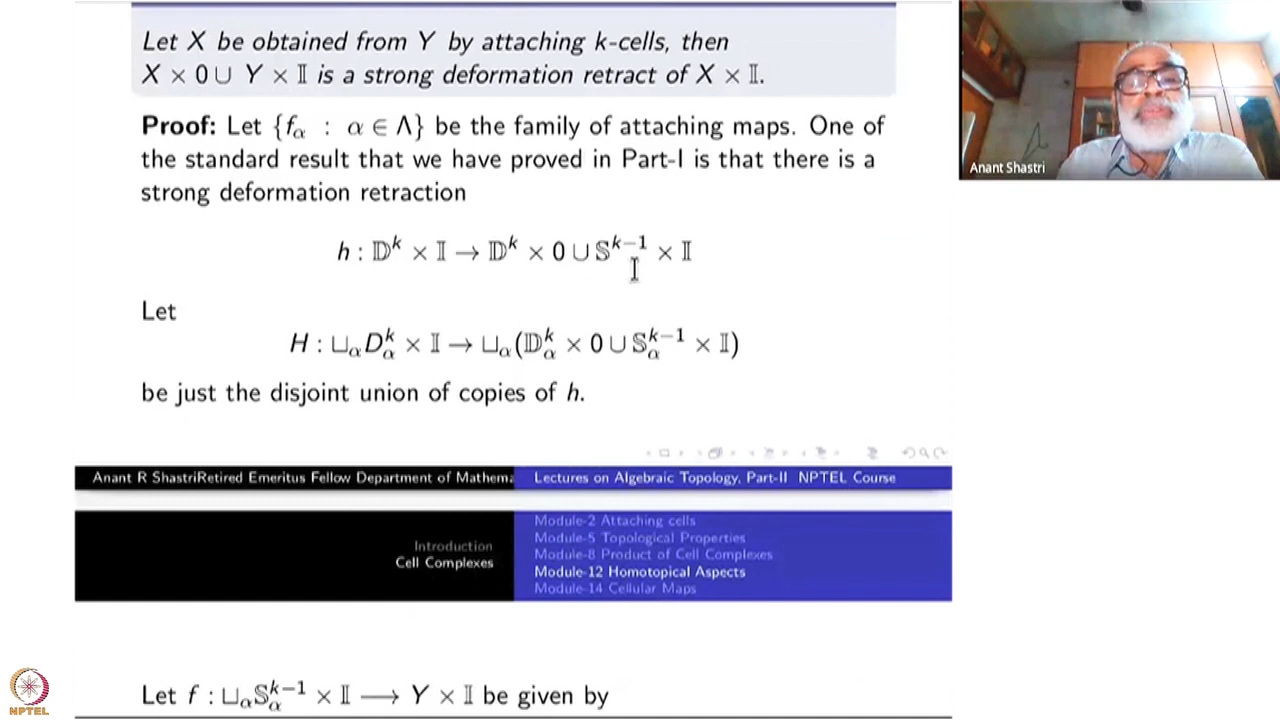 Let X be obtained from Y by attaching k-cells, then
X × 0 ∪ Y × 𝕀 is a strong deformation retract of X × 𝕀.
Proof: Let {fα : α ∈ Λ} be the family of attaching maps. One of
the standard result that we have proved in Part-I is that there is a
strong deformation retraction
h : 𝔻^k × 𝕀 → 𝔻^k × 0 ∪ 𝕊^{k−1} × 𝕀
Let
H : ⊔_α D^k_α × 𝕀 → ⊔_α(𝔻^k_α × 0 ∪ 𝕊^{k−1}_α × 𝕀)
be just the disjoint union of copies of h.
Anant R ShastriRetired Emeritus Fellow Department of Mathema
Lectures on Algebraic Topology, Part-II NPTEL Course
Introduction
Cell Complexes
Module-2 Attaching cells
Module-5 Topological Properties
Module-8 Product of Cell Complexes
Module-12 Homotopical Aspects
Module-14 Cellular Maps
Let f : ⊔_α 𝕊^{k−1}_α × 𝕀 ⟶ Y × 𝕀 be given by
Anant Shastri
NPTEL